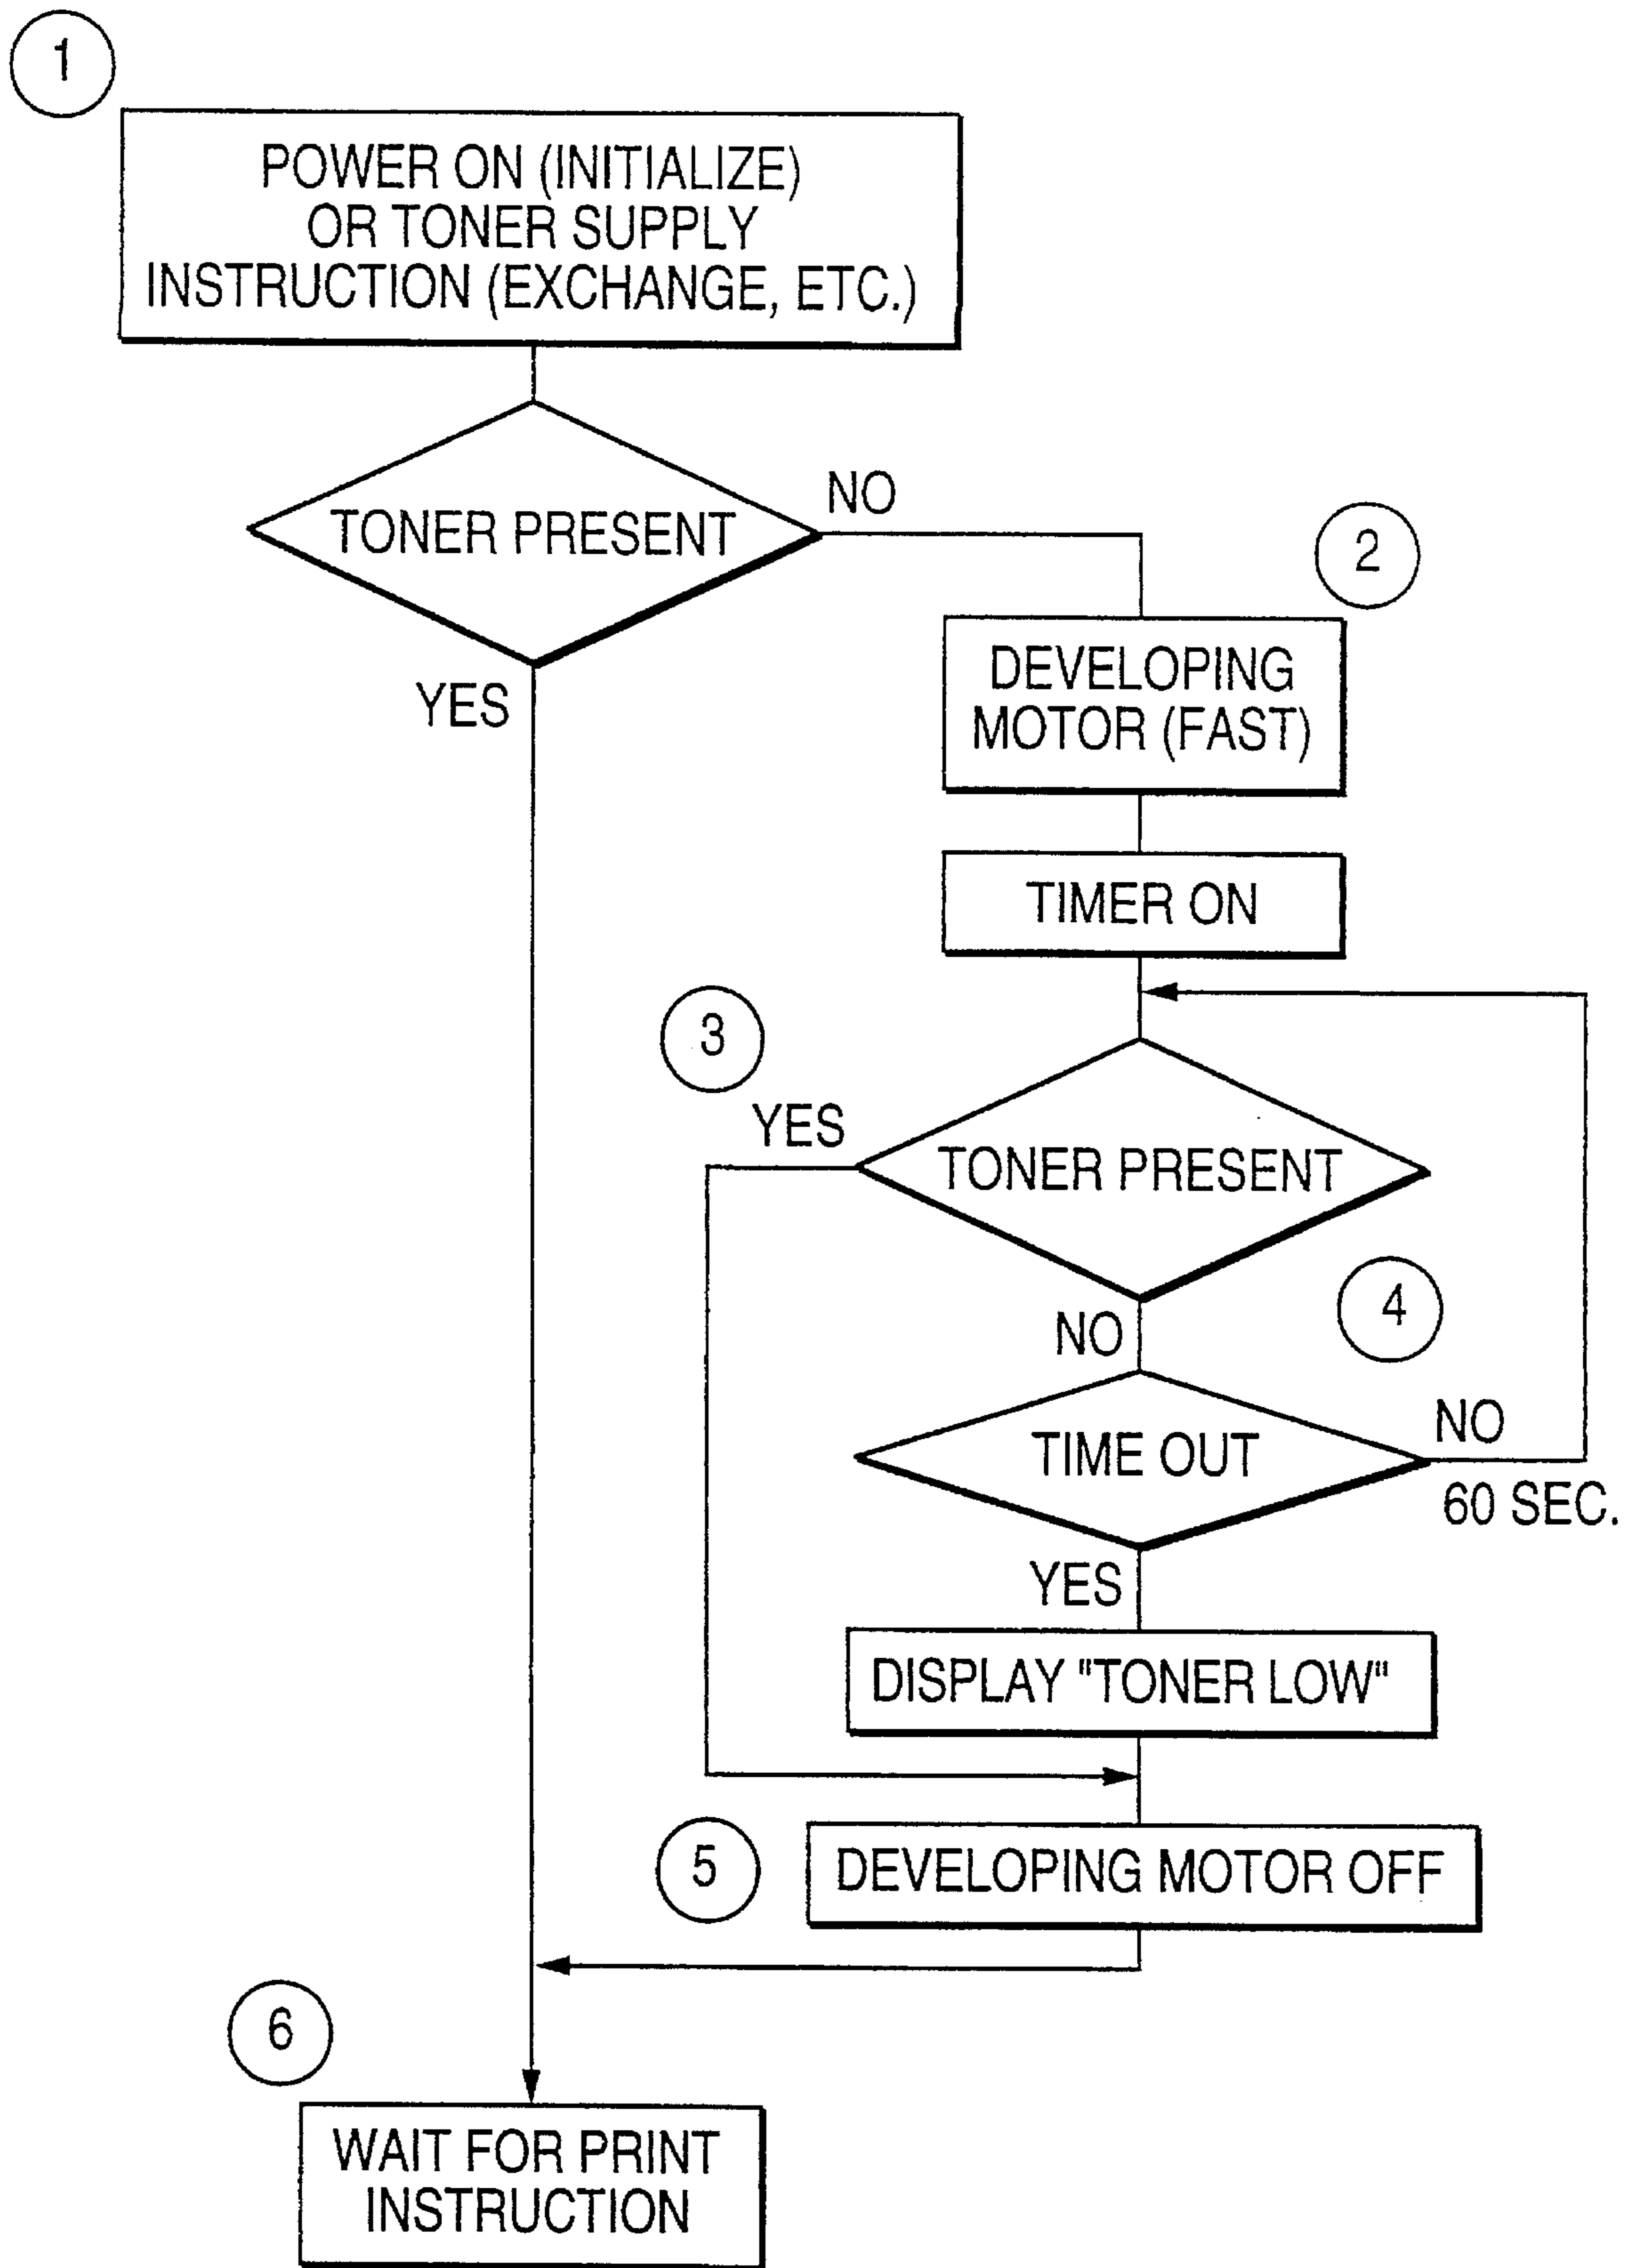 1
POWER ON (INITIALIZE)
OR TONER SUPPLY
INSTRUCTION (EXCHANGE, ETC.)
TONER PRESENT
NO
YES
2
DEVELOPING
MOTOR (FAST)
TIMER ON
3
YES
TONER PRESENT
NO
4
TIME OUT
NO
60 SEC.
YES
DISPLAY "TONER LOW"
5
DEVELOPING MOTOR OFF
6
WAIT FOR PRINT
INSTRUCTION